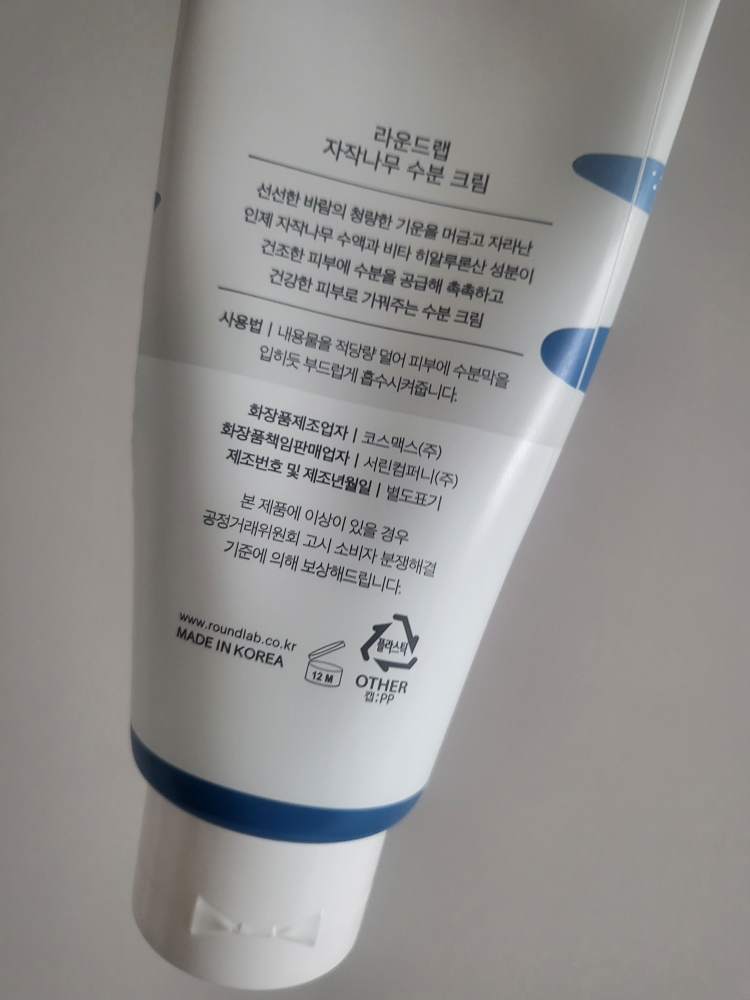 라운드랩
자작나무 수분 크림
선선한 바람의 청량한 기운을 머금고 자라난
인제 자작나무 수액과 비타 히알루론산 성분이
건조한 피부에 수분을 공급해 촉촉하고
건강한 피부로 가꿔주는 수분 크림
사용법 | 내용물을 적당량 덜어 피부에 수분막을
입히듯 부드럽게 흡수시켜줍니다.
화장품제조업자 | 코스맥스(주)
화장품책임판매업자 | 서린컴퍼니(주)
제조번호 및 제조년월일 | 별도표기
본 제품에 이상이 있을 경우
공정거래위원회 고시 소비자 분쟁해결
기준에 의해 보상해드립니다.
www.roundlab.co.kr
MADE IN KOREA
12 M
플라스틱
OTHER
캡:PP